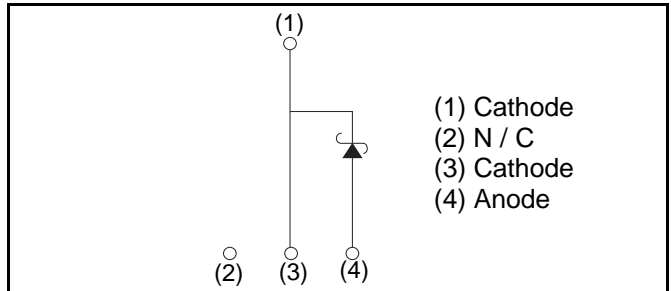 (1)
(1) Cathode
(2) N / C
(3) Cathode
(4) Anode
(2) (3) (4)